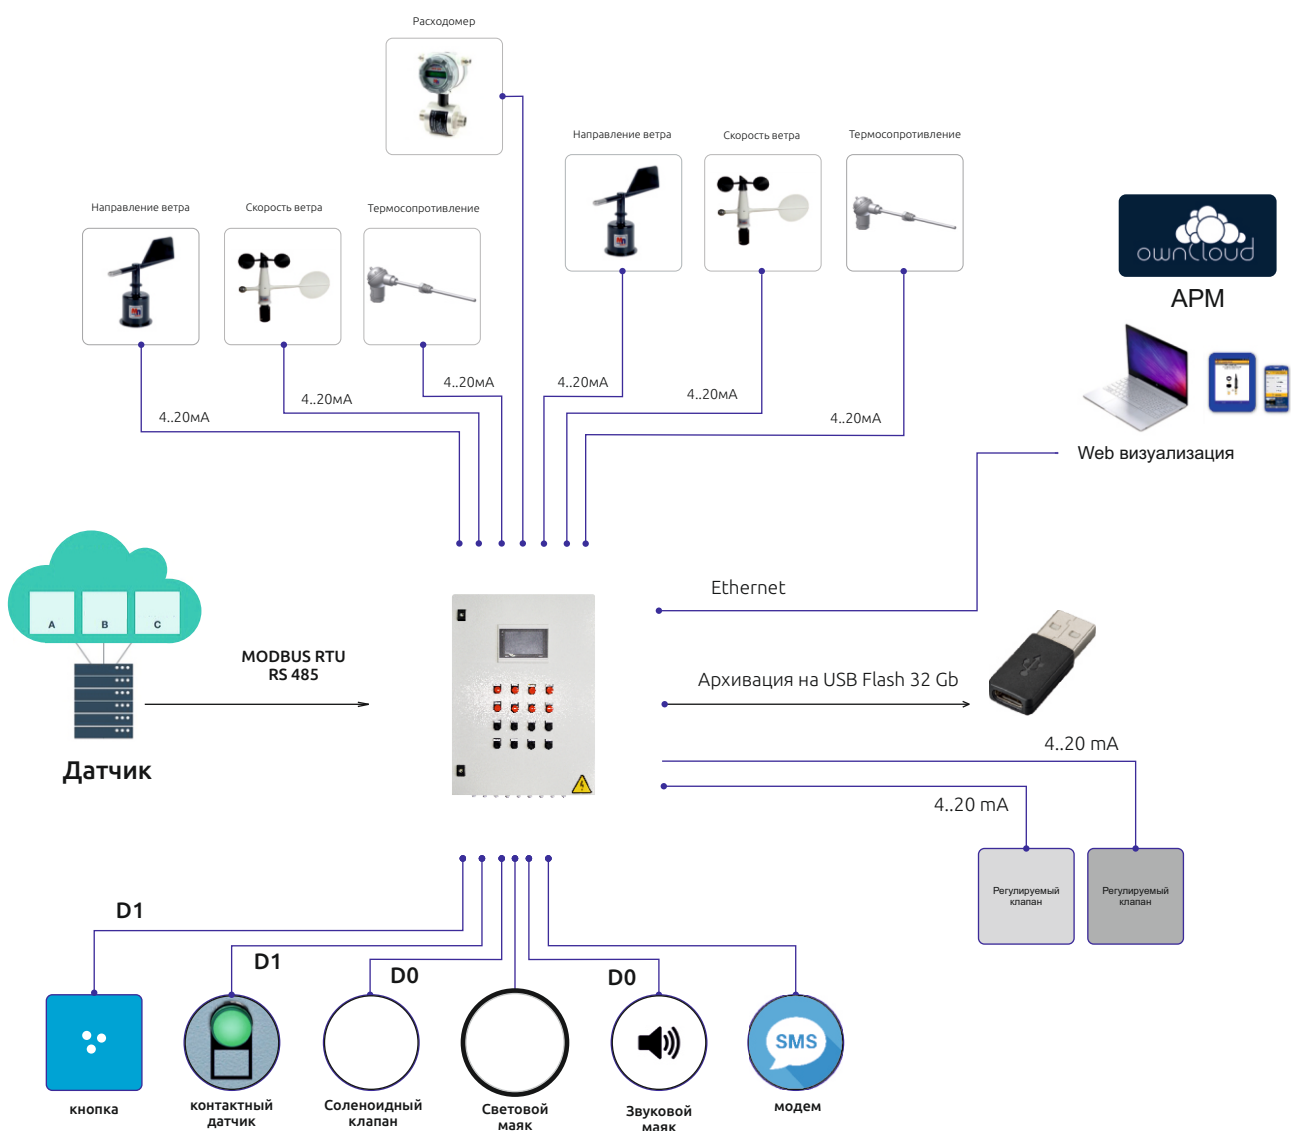 Расходомер
Направление ветра
Скорость ветра
Термосопротивление
Направление ветра
Скорость ветра
Термосопротивление
ownCloud
АРМ
4..20мА
4..20мА
4..20мА
4..20мА
4..20мА
4..20мА
Web визуализация
A
B
C
Датчик
MODBUS RTU
RS 485
Ethernet
Архивация на USB Flash 32 Gb
4..20 mA
4..20 mA
Регулируемый
клапан
Регулируемый
клапан
D1
D1
D0
D0
SMS
кнопка
контактный
датчик
Соленоидный
клапан
Световой
маяк
Звуковой
маяк
модем